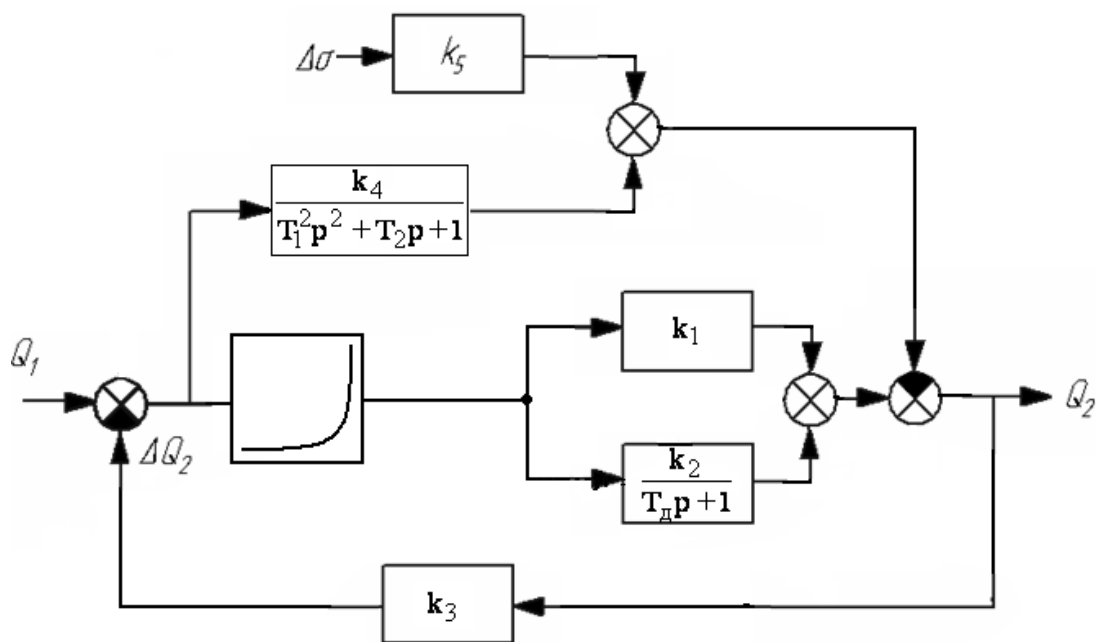 Δσ
k₅
k₄
T₁²p² + T₂p + 1
Q₁
k₁
ΔQ₂
k₂
Tдp + 1
Q₂
k₃